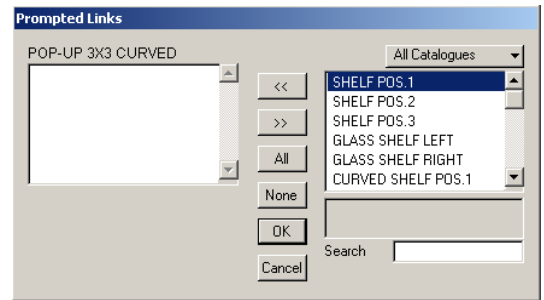 Prompted Links
POP-UP 3X3 CURVED
All Catalogues
<<
>>
All
None
OK
Cancel
SHELF POS.1
SHELF POS.2
SHELF POS.3
GLASS SHELF LEFT
GLASS SHELF RIGHT
CURVED SHELF POS.1
Search